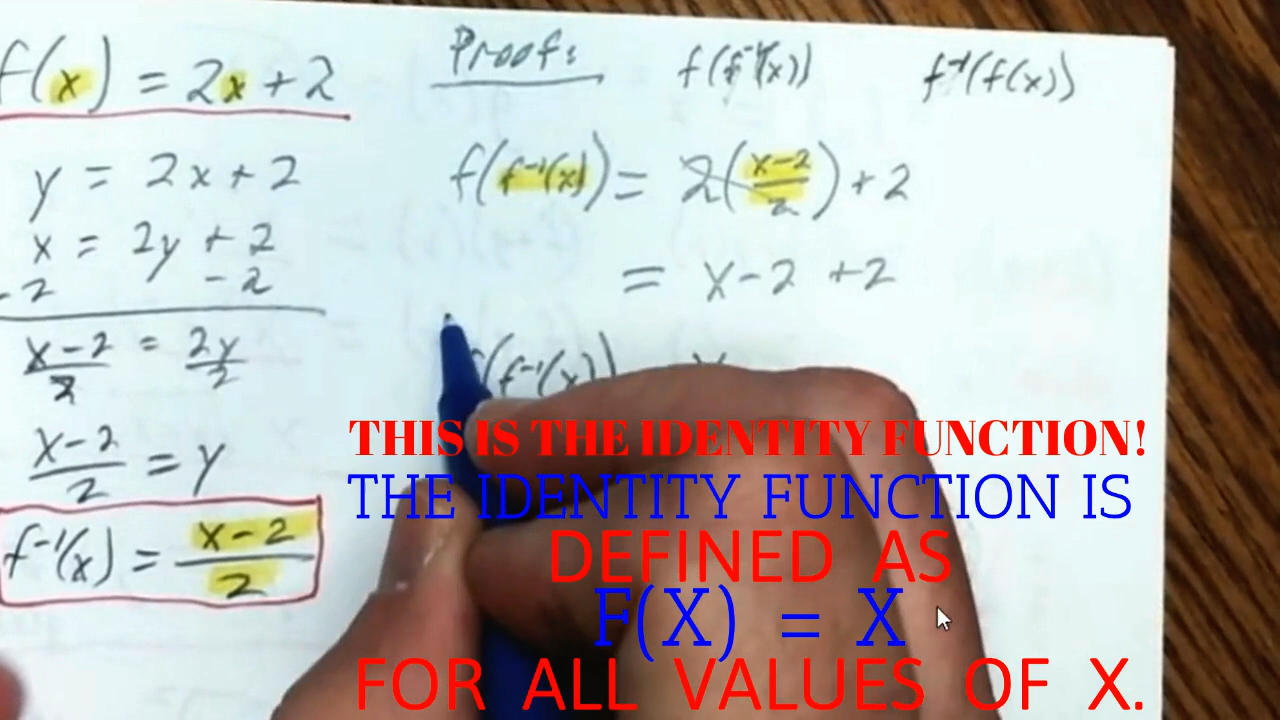 f(x) = 2x + 2
y = 2x + 2
x = 2y + 2
-2 -2
x-2 = 2y
2 2
x-2
2 = y
f⁻¹(x) = x-2
2
Proof: f(f⁻¹(x)) f⁻¹(f(x))
f(f⁻¹(x)) = 2(x-2
2) + 2
= x-2 +2
f(f⁻¹(x)) x
THIS IS THE IDENTITY FUNCTION!
THE IDENTITY FUNCTION IS
DEFINED AS
F(X) = X
FOR ALL VALUES OF X.